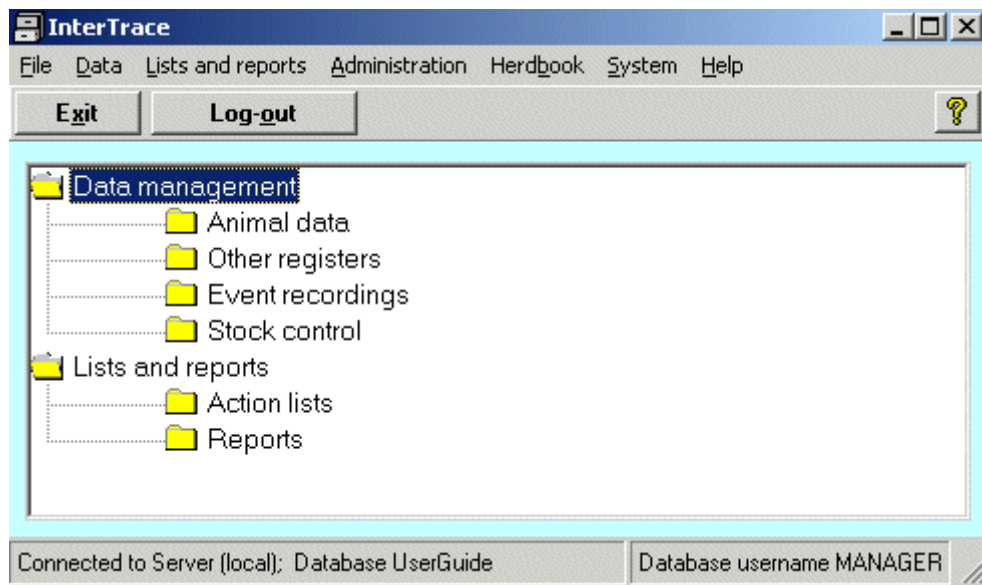 InterTrace
File Data Lists and reports Administration Herdbook System Help
Exit Log-out ?
Data management
Animal data
Other registers
Event recordings
Stock control
Lists and reports
Action lists
Reports
Connected to Server (local); Database UserGuide Database username MANAGER